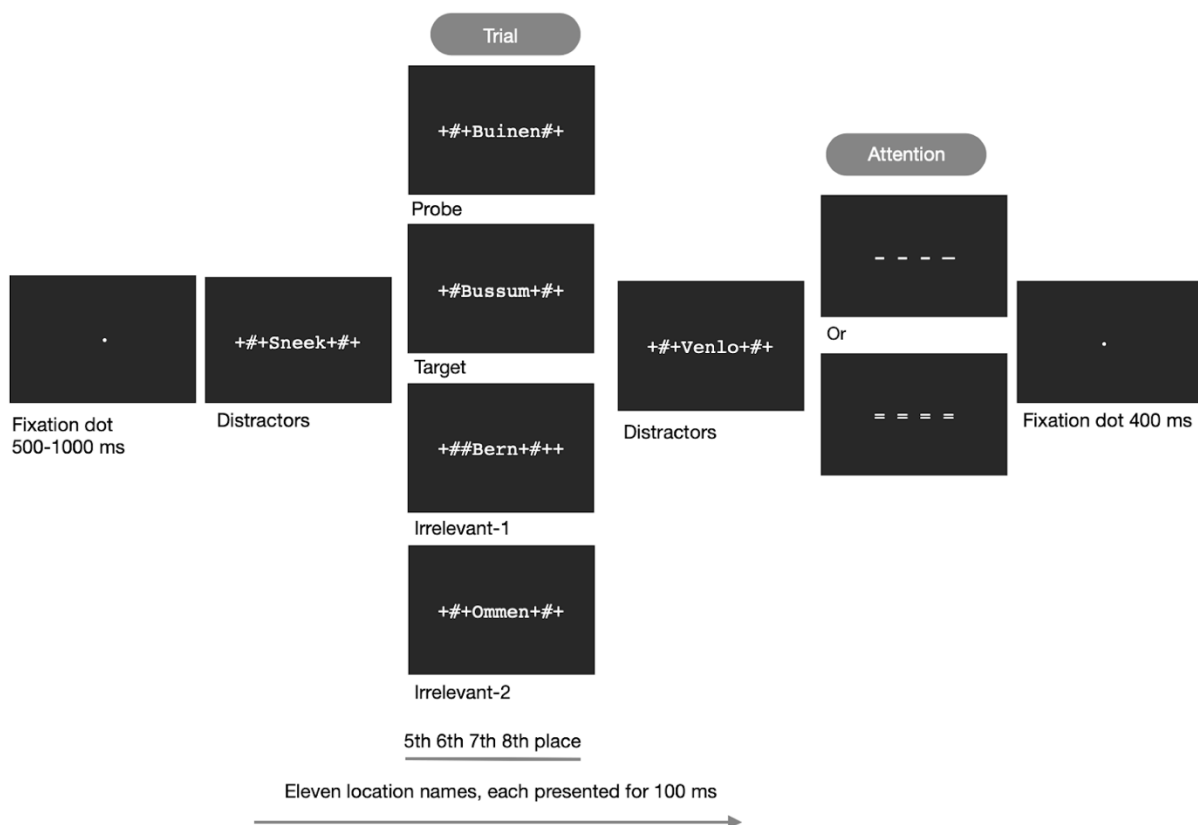 Trial
+#+Buinen#+
Probe
+#Bussum+#+
Target
+##Bern+#++
Irrelevant-1
+#+Ommen+#+
Irrelevant-2
5th 6th 7th 8th place
Fixation dot
500-1000 ms
+#+Sneek+#+
Distractors
+#+Venlo+#+
Distractors
Attention
– – – –
Or
= = = =
Fixation dot 400 ms
Eleven location names, each presented for 100 ms